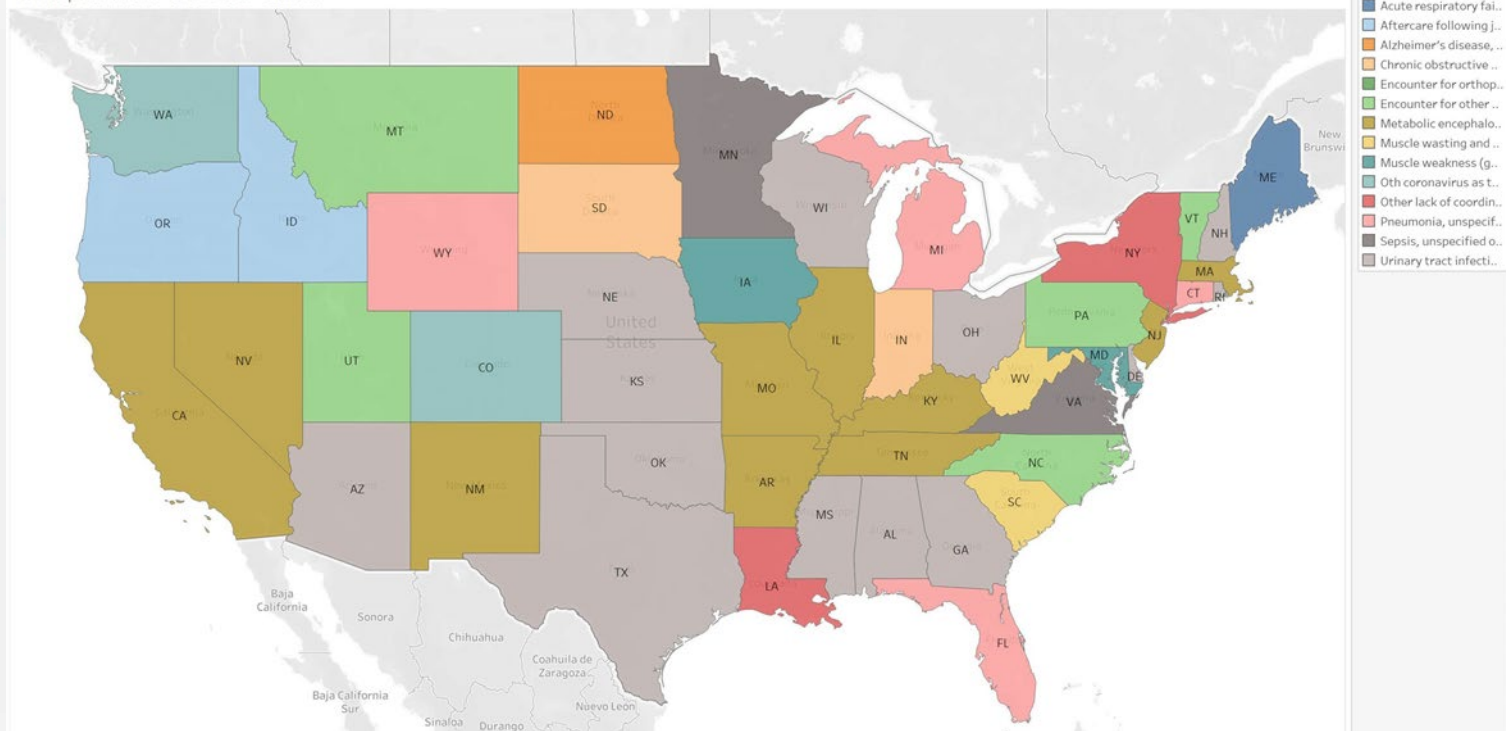 Acute respiratory fai..
Aftercare following j..
Alzheimer's disease, ..
Chronic obstructive ..
Encounter for orthop..
Encounter for other ..
Metabolic encephalo..
Muscle wasting and ..
Muscle weakness (g..
Oth coronavirus as t..
Other lack of coordin..
Pneumonia, unspecif..
Sepsis, unspecified o..
Urinary tract infecti..
WA
MT
ND
MN
ME
New
Brunswi
OR
ID
SD
WI
VT
NH
WY
MI
NY
MA
CT
RI
NE
IA
United
States
PA
NV
UT
CO
IL
IN
OH
NJ
MD
DE
CA
KS
MO
WV
KY
VA
AZ
NM
OK
AR
TN
NC
SC
MS
AL
GA
TX
LA
FL
Baja
California
Sonora
Chihuahua
Coahuila de
Zaragoza
Baja California
Sur
Nuevo Leon
Sinaloa
Durango